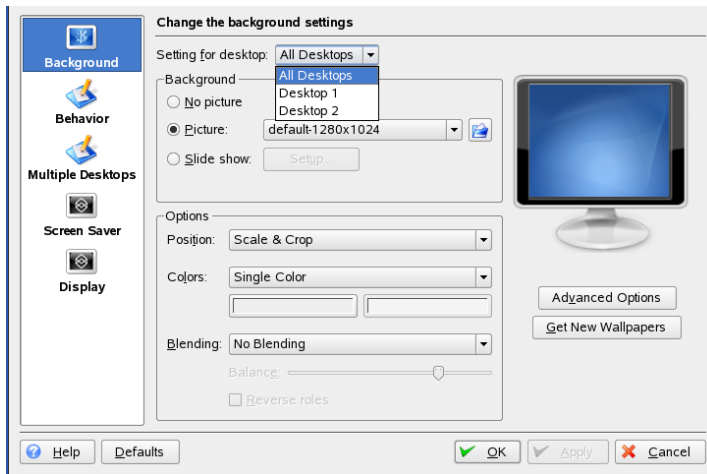 Change the background settings
Background
Behavior
Multiple Desktops
Screen Saver
Display
Setting for desktop: All Desktops
All Desktops
Desktop 1
Desktop 2
Background
No picture
Picture: default-1280x1024
Slide show: Setup...
Options
Position: Scale & Crop
Colors: Single Color
Blending: No Blending
Balance:
Reverse roles
Advanced Options
Get New Wallpapers
Help Defaults OK Apply Cancel